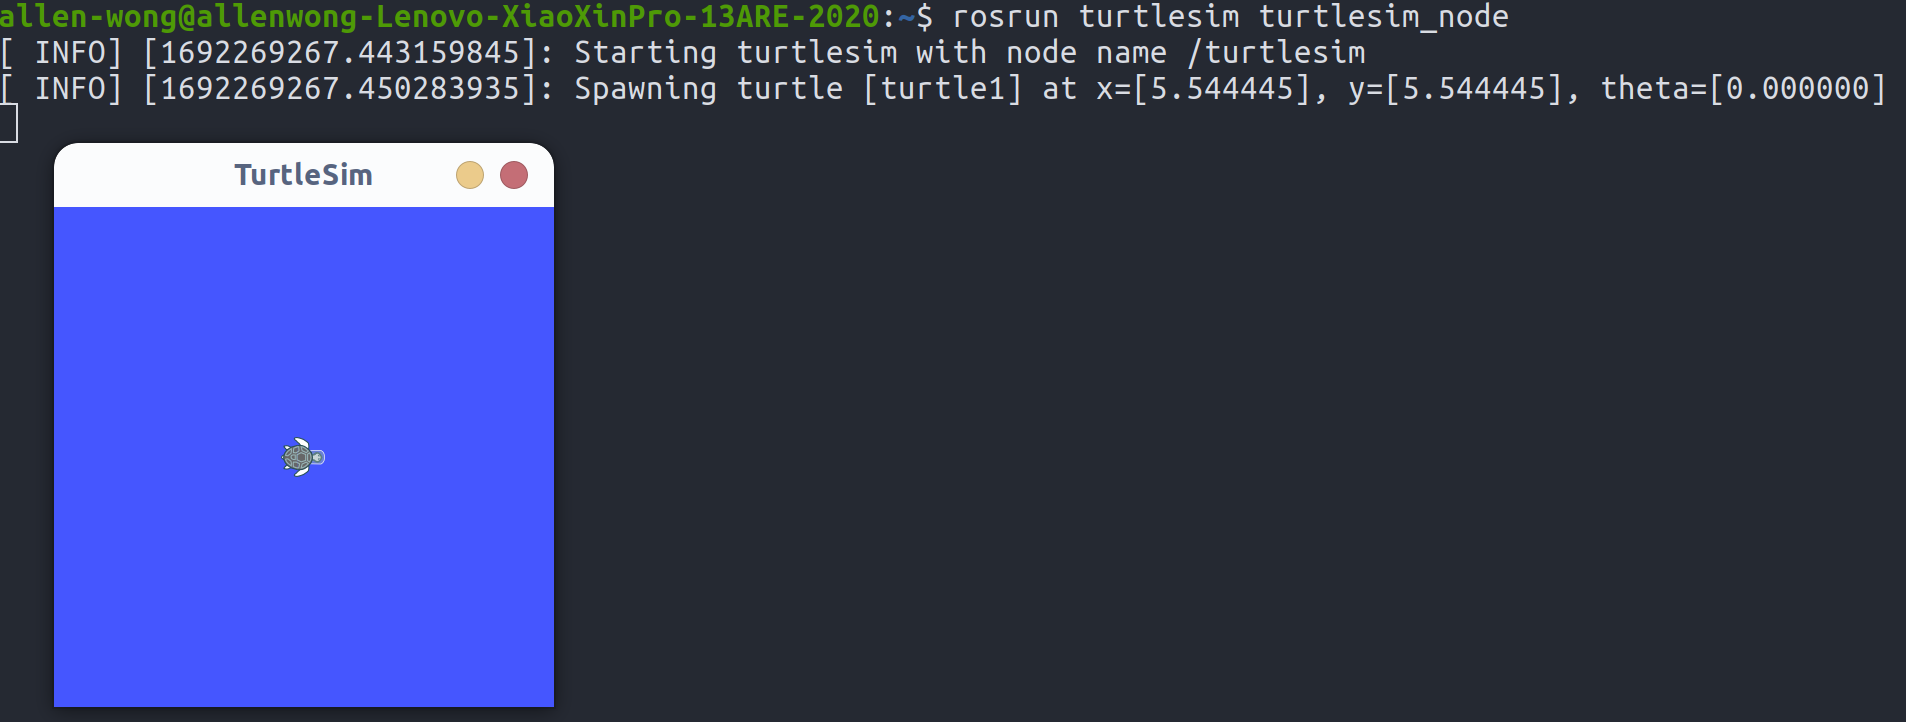 allen-wong@allenwong-Lenovo-XiaoXinPro-13ARE-2020:~$ rosrun turtlesim turtlesim_node
[ INFO] [1692269267.443159845]: Starting turtlesim with node name /turtlesim
[ INFO] [1692269267.450283935]: Spawning turtle [turtle1] at x=[5.544445], y=[5.544445], theta=[0.000000]
TurtleSim